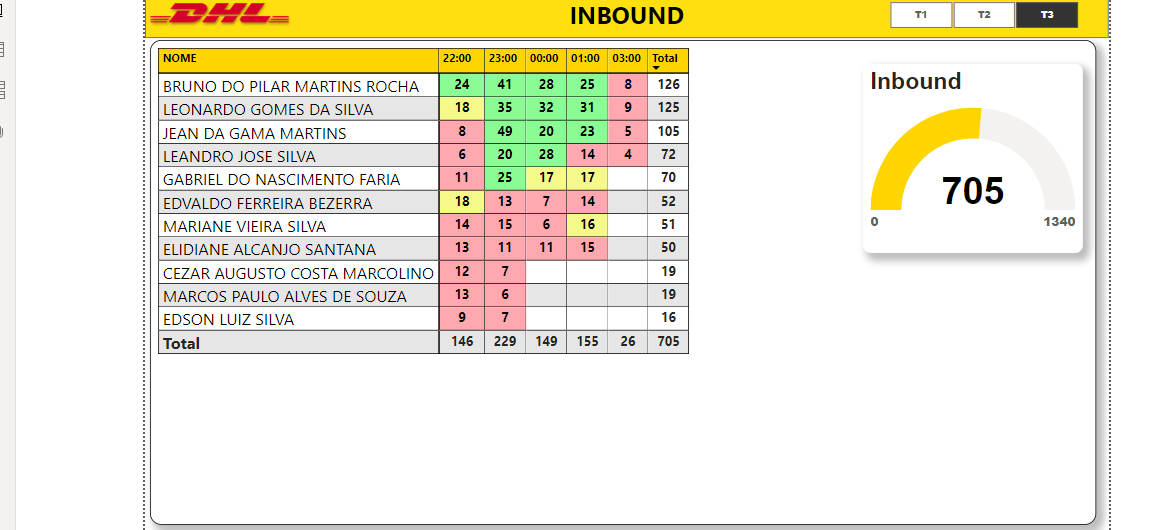 DHL
INBOUND
T1 T2 T3
NOME 22:00 23:00 00:00 01:00 03:00 Total
BRUNO DO PILAR MARTINS ROCHA 24 41 28 25 8 126
LEONARDO GOMES DA SILVA 18 35 32 31 9 125
JEAN DA GAMA MARTINS 8 49 20 23 5 105
LEANDRO JOSE SILVA 6 20 28 14 4 72
GABRIEL DO NASCIMENTO FARIA 11 25 17 17 70
EDVALDO FERREIRA BEZERRA 18 13 7 14 52
MARIANE VIEIRA SILVA 14 15 6 16 51
ELIDIANE ALCANJO SANTANA 13 11 11 15 50
CEZAR AUGUSTO COSTA MARCOLINO 12 7 19
MARCOS PAULO ALVES DE SOUZA 13 6 19
EDSON LUIZ SILVA 9 7 16
Total 146 229 149 155 26 705
Inbound
705
0 1340